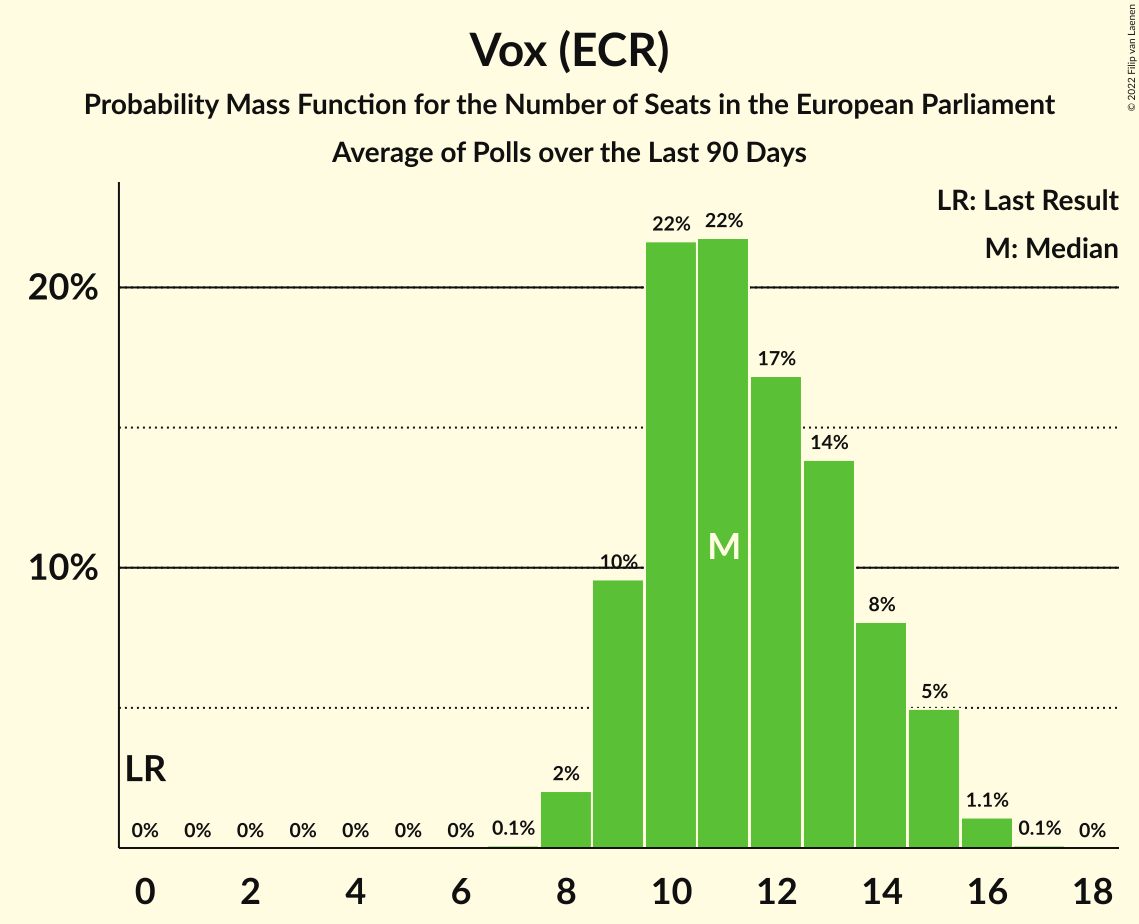 Vox (ECR)
Probability Mass Function for the Number of Seats in the European Parliament
Average of Polls over the Last 90 Days
© 2022 Filip van Laenen
LR: Last Result
M: Median
22% 22%
20%
17%
14%
M
10% 10%
8%
5%
LR
2%
1.1%
0% 0% 0% 0% 0% 0% 0% 0.1% 0.1% 0%
0 2 4 6 8 10 12 14 16 18